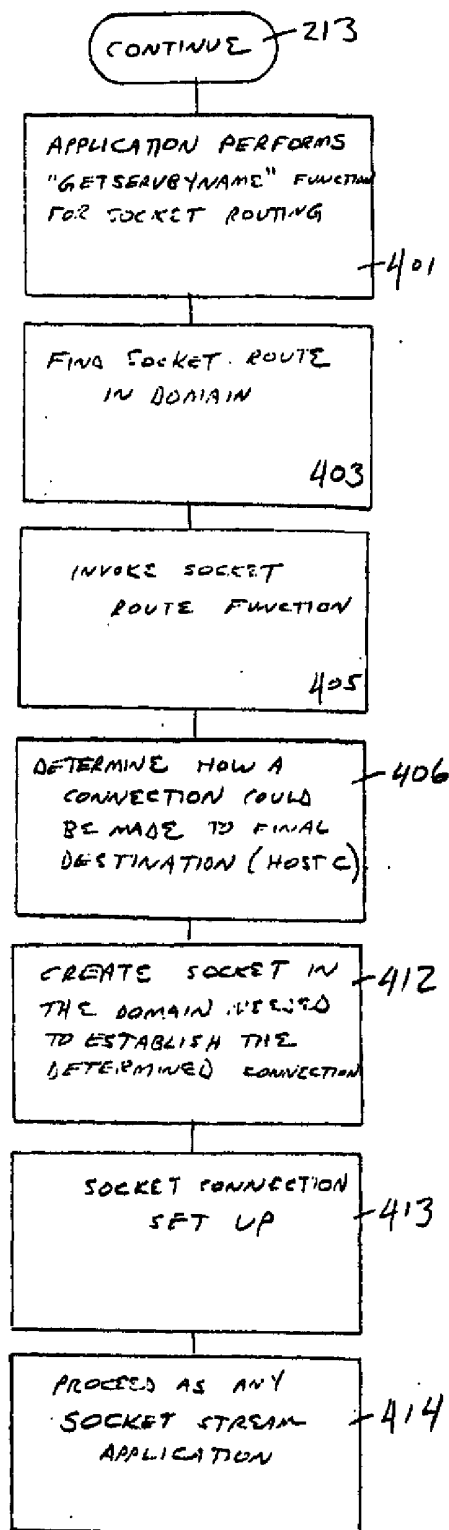 CONTINUE 213
APPLICATION PERFORMS
"GETSERVBYNAME" FUNCTION
FOR SOCKET ROUTING
401
FIND SOCKET ROUTE
IN DOMAIN
403
INVOKE SOCKET
ROUTE FUNCTION
405
DETERMINE HOW A 406
CONNECTION COULD
BE MADE TO FINAL
DESTINATION (HOST C)
CREATE SOCKET IN 412
THE DOMAIN NEEDED
TO ESTABLISH THE
DETERMINED CONNECTION
SOCKET CONNECTION
SET UP 413
PROCEED AS ANY
SOCKET STREAM 414
APPLICATION